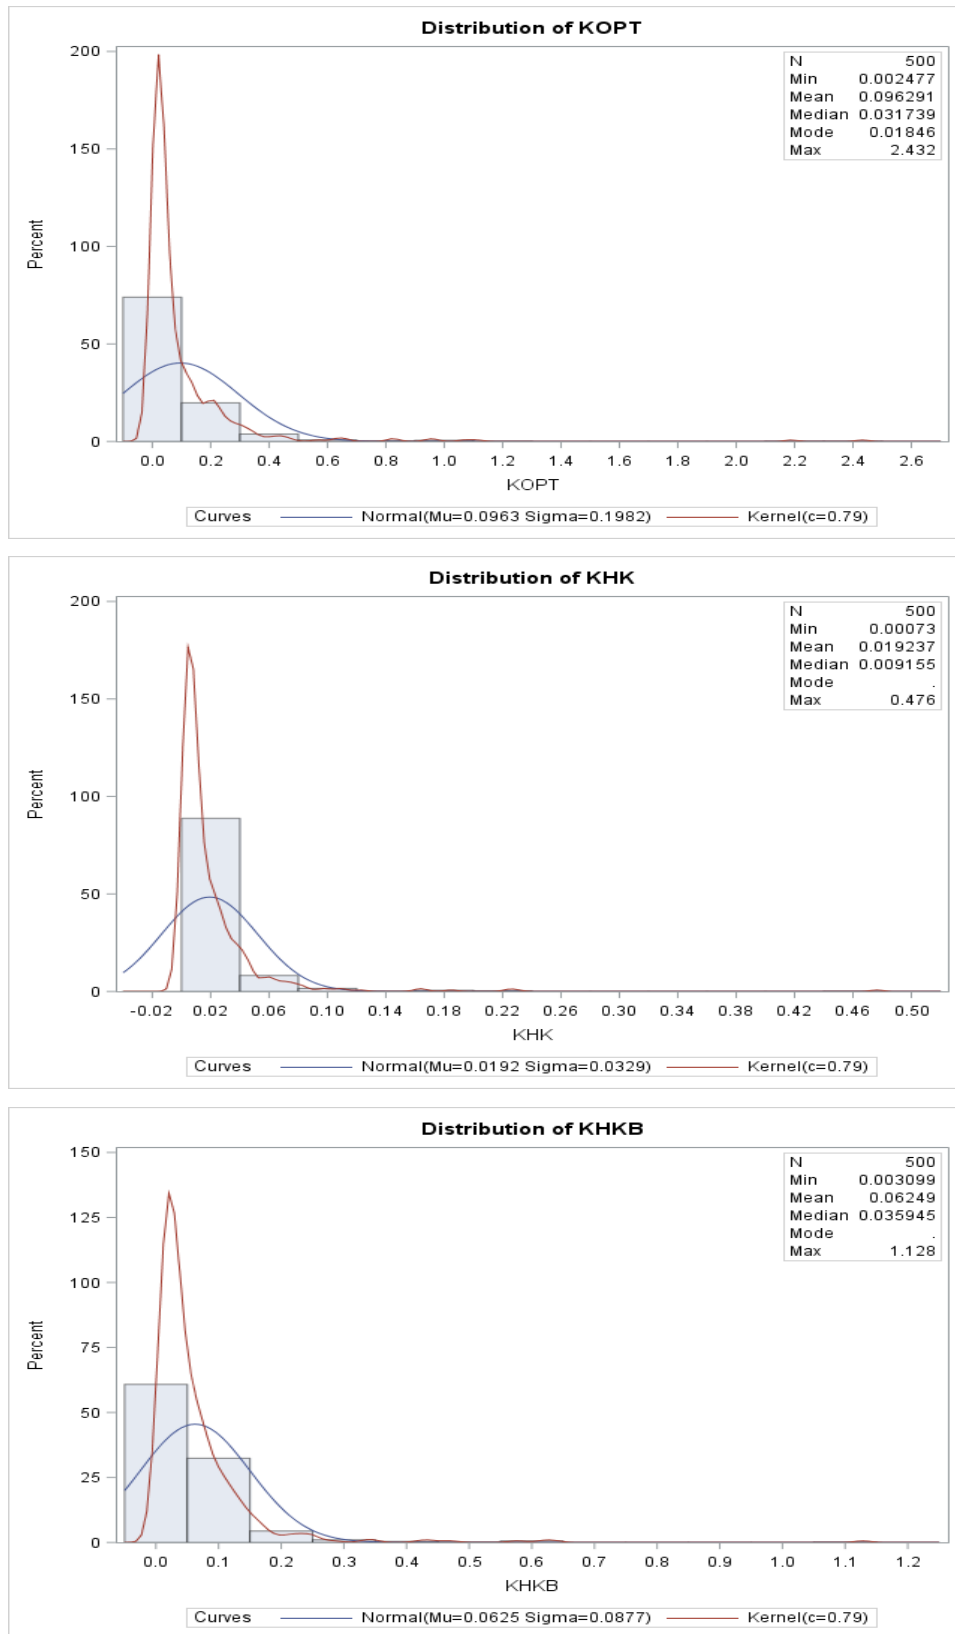 Distribution of KOPT
200
150
100
50
0
Percent
N 500
Min 0.002477
Mean 0.096291
Median 0.031739
Mode 0.01846
Max 2.432
0.0 0.2 0.4 0.6 0.8 1.0 1.2 1.4 1.6 1.8 2.0 2.2 2.4 2.6
KOPT
Curves Normal(Mu=0.0963 Sigma=0.1982) Kernel(c=0.79)
Distribution of KHK
200
150
100
50
0
Percent
N 500
Min 0.00073
Mean 0.019237
Median 0.009155
Mode .
Max 0.476
-0.02 0.02 0.06 0.10 0.14 0.18 0.22 0.26 0.30 0.34 0.38 0.42 0.46 0.50
KHK
Curves Normal(Mu=0.0192 Sigma=0.0329) Kernel(c=0.79)
Distribution of KHKB
150
125
100
75
50
25
0
Percent
N 500
Min 0.003099
Mean 0.06249
Median 0.035945
Mode .
Max 1.128
0.0 0.1 0.2 0.3 0.4 0.5 0.6 0.7 0.8 0.9 1.0 1.1 1.2
KHKB
Curves Normal(Mu=0.0625 Sigma=0.0877) Kernel(c=0.79)